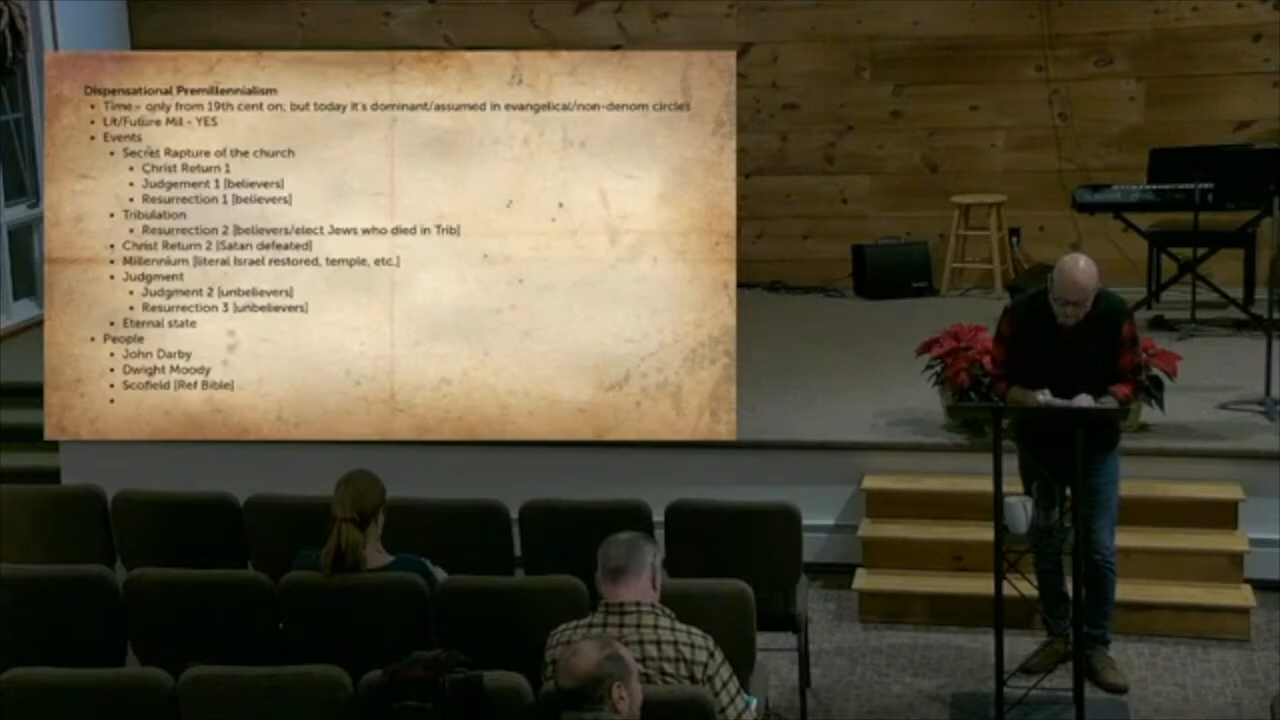 Dispensational Premillennialism
• Time - only from 19th cent on; but today it's dominant/assumed in evangelical/non-denom circles
• Lit/Future Mil - YES
• Events
• Secret Rapture of the church
• Christ Return 1
• Judgement 1 [believers]
• Resurrection 1 [believers]
• Tribulation
• Resurrection 2 [believers/elect Jews who died in Trib]
• Christ Return 2 [Satan defeated]
• Millennium [literal Israel restored, temple, etc.]
• Judgment
• Judgment 2 [unbelievers]
• Resurrection 3 [unbelievers]
• Eternal state
• People
• John Darby
• Dwight Moody
• Scofield [Ref Bible]
•